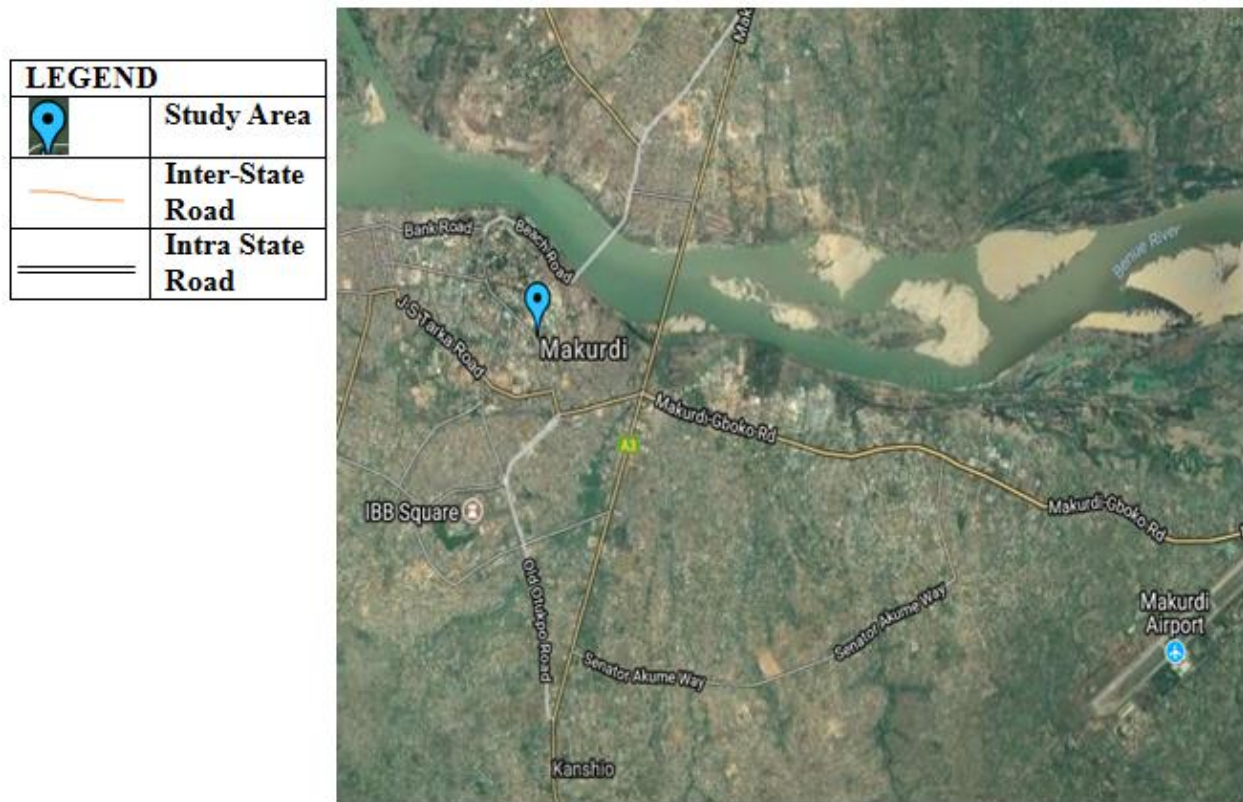 LEGEND
Study Area
Inter-State
Road
Intra State
Road
Bank Road
Beach Road
Benue River
J-S Tarka Road
Makurdi
Makurdi-Gboko Rd
A3
Makurdi-Gboko Rd
IBB Square
Old Otukpo Road
Senator Akume Way
Makurdi
Airport
Senator Akume Way
Kanshio